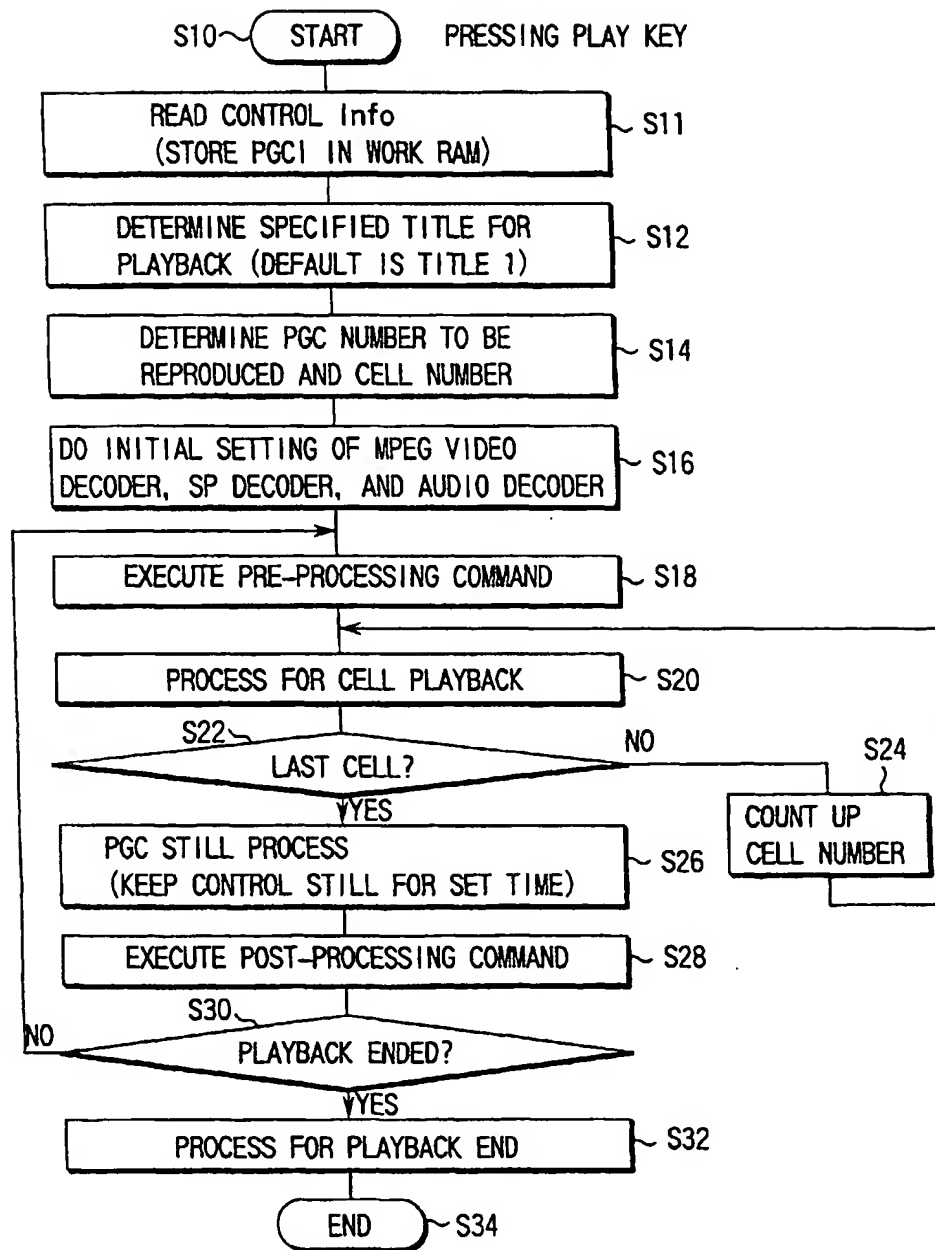 S10 START PRESSING PLAY KEY
READ CONTROL Info
(STORE PGCI IN WORK RAM)
S11
DETERMINE SPECIFIED TITLE FOR
PLAYBACK (DEFAULT IS TITLE 1)
S12
DETERMINE PGC NUMBER TO BE
REPRODUCED AND CELL NUMBER
S14
DO INITIAL SETTING OF MPEG VIDEO
DECODER, SP DECODER, AND AUDIO DECODER
S16
EXECUTE PRE-PROCESSING COMMAND
S18
PROCESS FOR CELL PLAYBACK
S20
S22
LAST CELL?
NO
YES
S24
COUNT UP
CELL NUMBER
PGC STILL PROCESS
(KEEP CONTROL STILL FOR SET TIME)
S26
EXECUTE POST-PROCESSING COMMAND
S28
S30
PLAYBACK ENDED?
NO
YES
PROCESS FOR PLAYBACK END
S32
END
S34